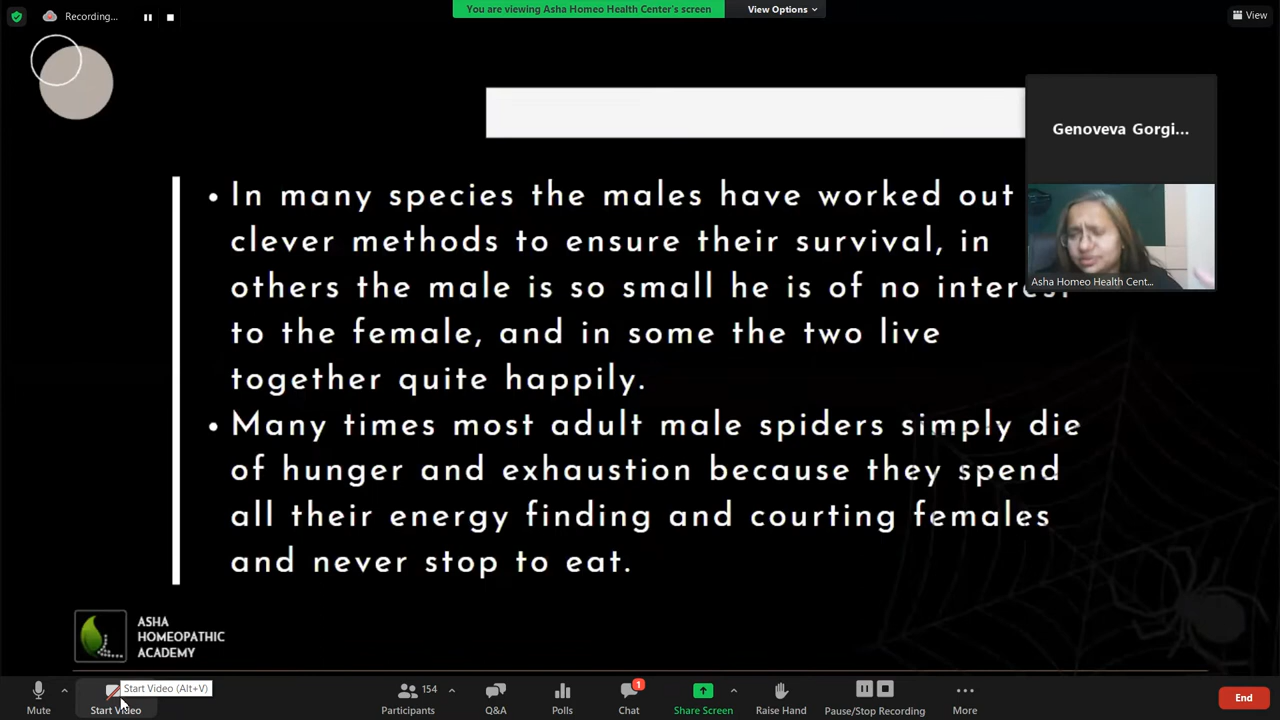 Recording...
You are viewing Asha Homeo Health Center's screen
View Options
View
Genoveva Gorgi...
Asha Homeo Health Cent...
• In many species the males have worked out
clever methods to ensure their survival, in
others the male is so small he is of no interest
to the female, and in some the two live
together quite happily.
• Many times most adult male spiders simply die
of hunger and exhaustion because they spend
all their energy finding and courting females
and never stop to eat.
ASHA
HOMEOPATHIC
ACADEMY
Start Video (Alt+V)
154
1
Mute
Start Video
Participants
Q&A
Polls
Chat
Share Screen
Raise Hand
Pause/Stop Recording
More
End